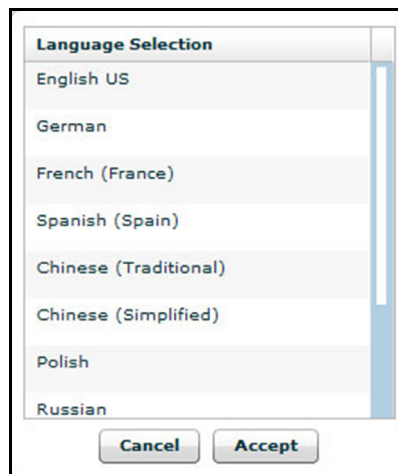 Language Selection
English US
German
French (France)
Spanish (Spain)
Chinese (Traditional)
Chinese (Simplified)
Polish
Russian
Cancel Accept